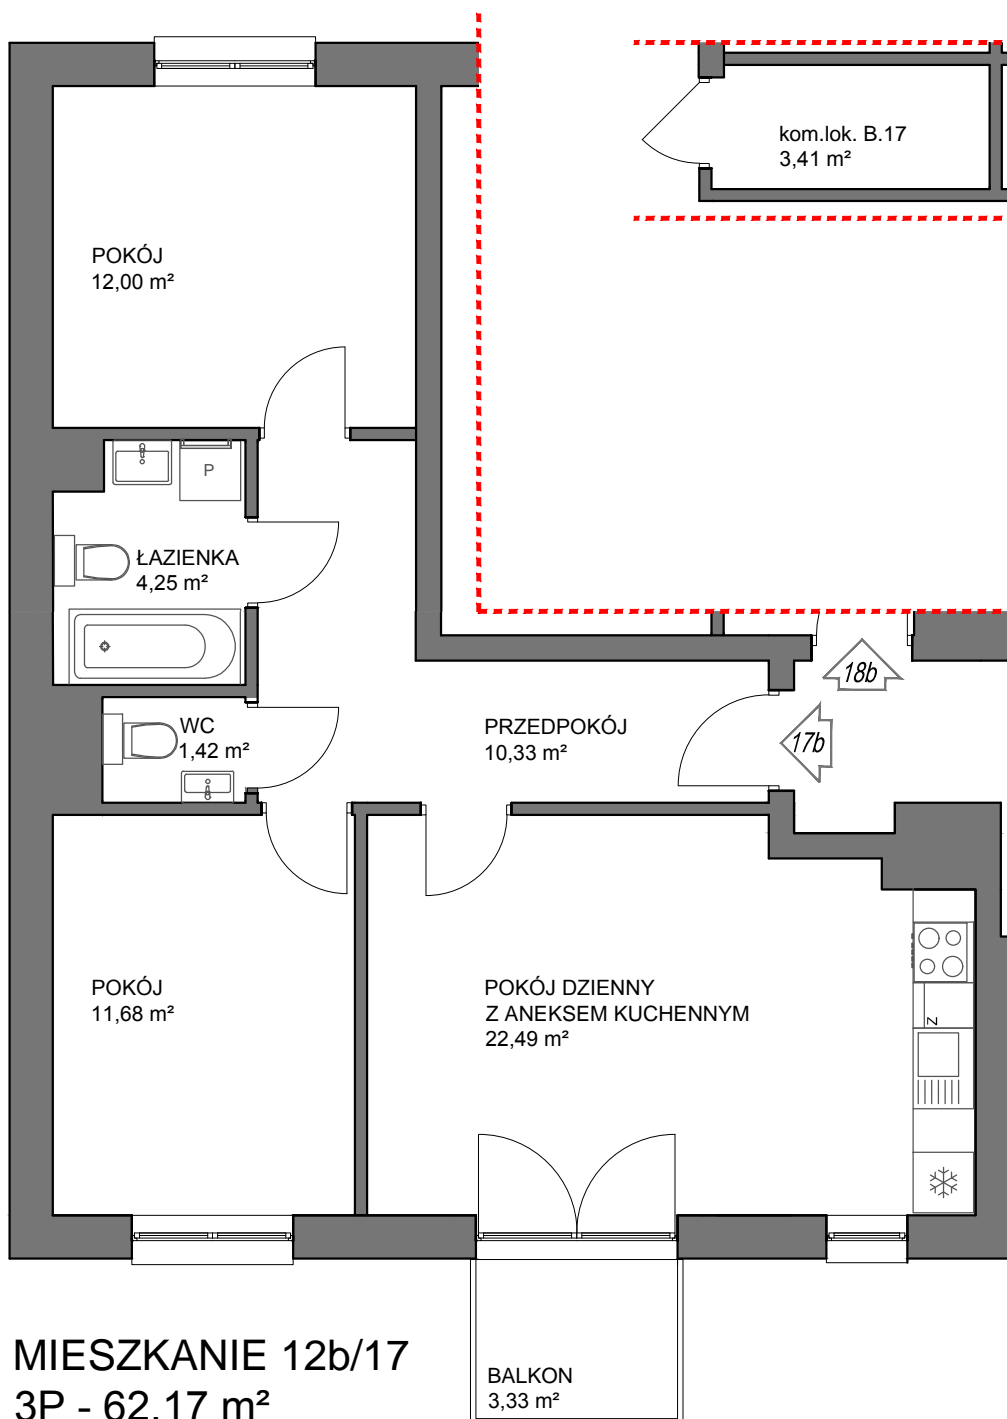 kom.lok. B.17
3,41 m²
POKÓJ
12,00 m²
P
ŁAZIENKA
4,25 m²
18b
WC
1,42 m²
PRZEDPOKÓJ
10,33 m²
17b
POKÓJ
11,68 m²
POKÓJ DZIENNY
Z ANEKSEM KUCHENNYM
22,49 m²
Z
MIESZKANIE 12b/17
3P - 62,17 m²
BALKON
3,33 m²